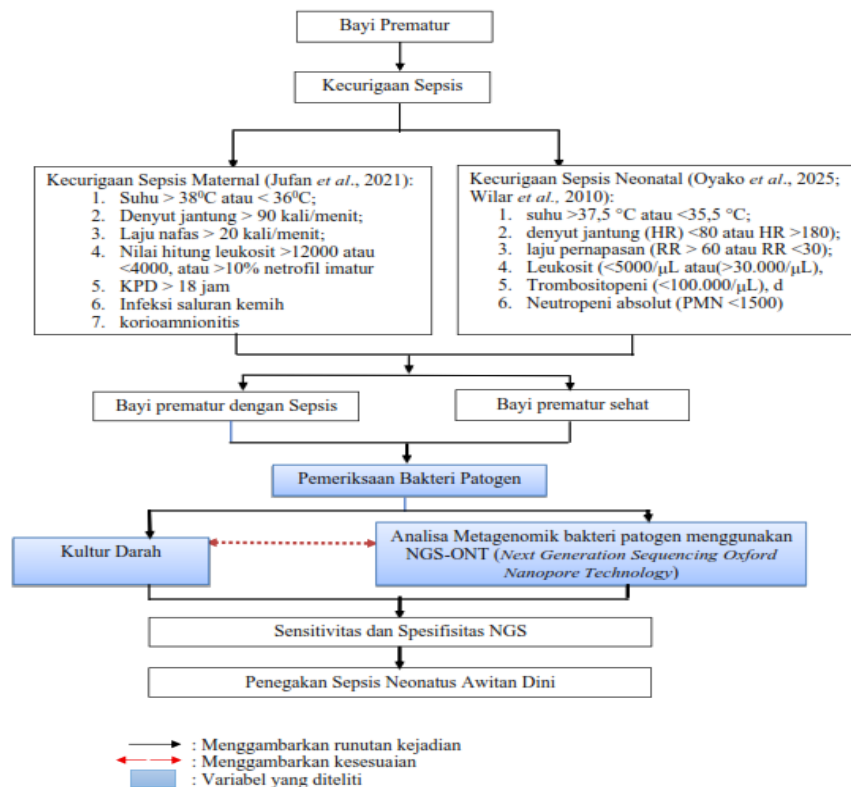 Bayi Prematur
Kecurigaan Sepsis
Kecurigaan Sepsis Maternal (Jufan et al., 2021):
1. Suhu > 38⁰C atau < 36⁰C;
2. Denyut jantung > 90 kali/menit;
3. Laju nafas > 20 kali/menit;
4. Nilai hitung leukosit >12000 atau
<4000, atau >10% netrofil imatur
5. KPD > 18 jam
6. Infeksi saluran kemih
7. korioamnionitis
Kecurigaan Sepsis Neonatal (Oyako et al., 2025;
Wilar et al., 2010):
1. suhu >37,5 °C atau <35,5 °C;
2. denyut jantung (HR) <80 atau HR >180);
3. laju pernapasan (RR > 60 atau RR <30);
4. Leukosit (<5000/μL atau(>30.000/μL),
5. Trombositopeni (<100.000/μL), d
6. Neutropeni absolut (PMN <1500)
Bayi prematur dengan Sepsis
Bayi prematur sehat
Pemeriksaan Bakteri Patogen
Kultur Darah
Analisa Metagenomik bakteri patogen menggunakan
NGS-ONT (Next Generation Sequencing Oxford
Nanopore Technology)
Sensitivitas dan Spesifisitas NGS
Penegakan Sepsis Neonatus Awitan Dini
: Menggambarkan runutan kejadian
: Menggambarkan kesesuaian
: Variabel yang diteliti